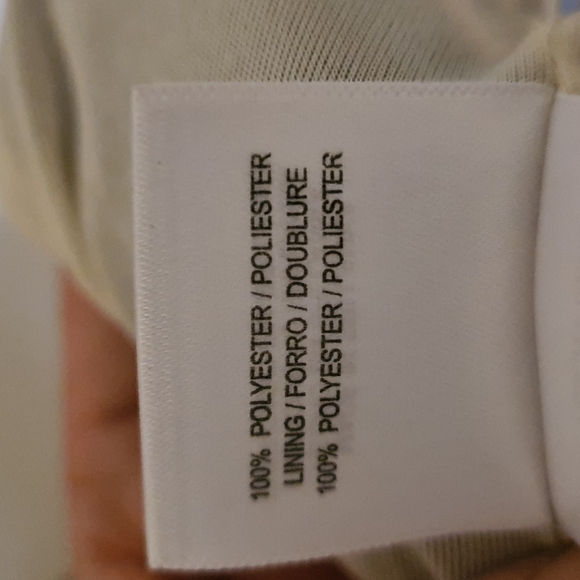 100% POLYESTER / POLIESTER
LINING / FORRO / DOUBLURE
100% POLYESTER / POLIESTER